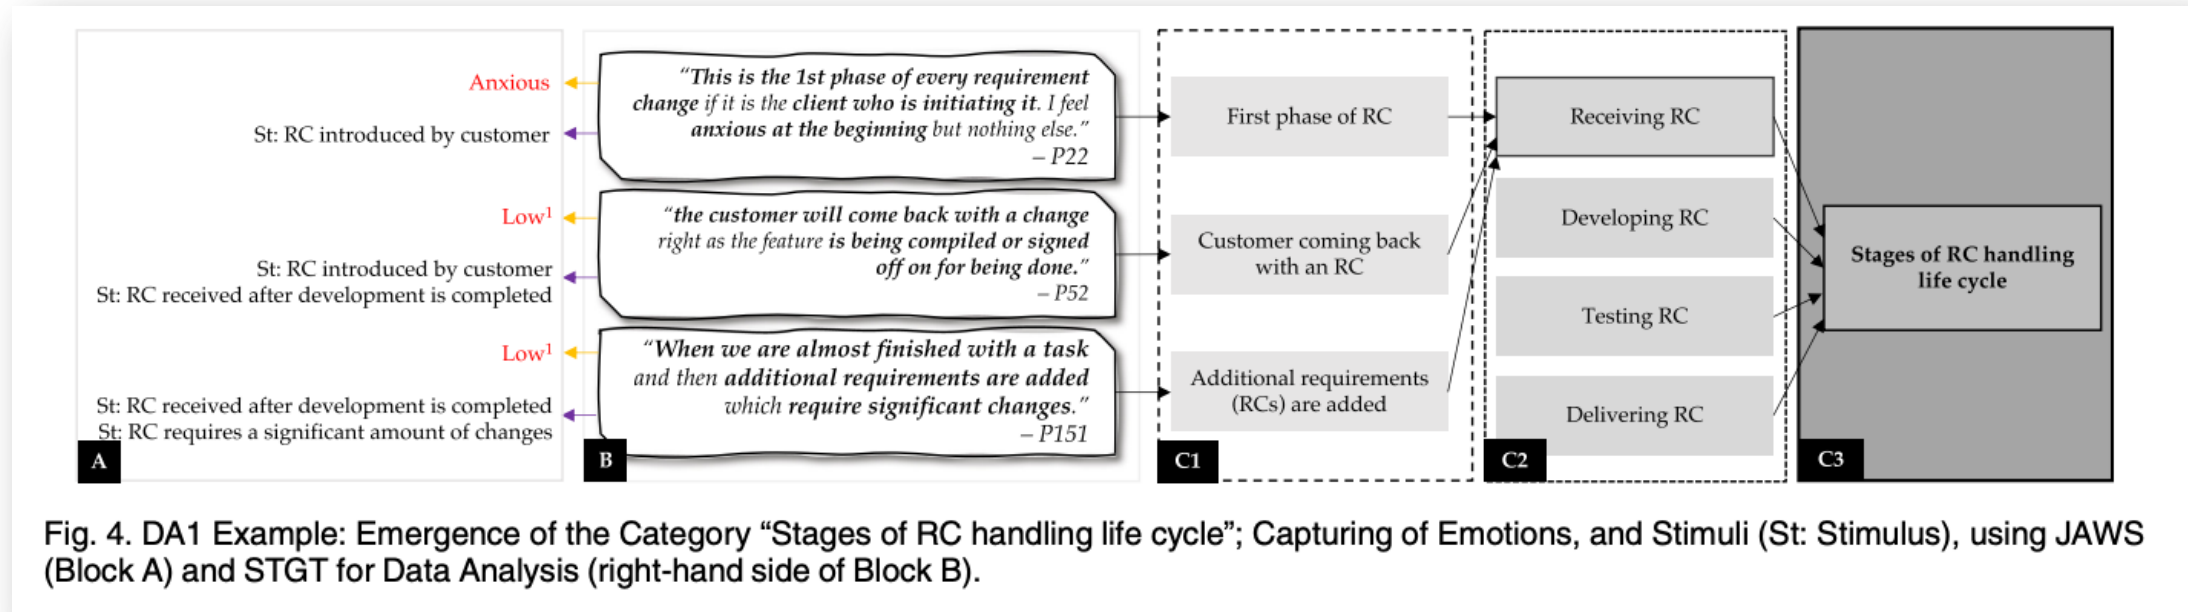 Anxious
St: RC introduced by customer
Low¹
St: RC introduced by customer
St: RC received after development is completed
Low¹
St: RC received after development is completed
St: RC requires a significant amount of changes
A
“This is the 1st phase of every requirement
change if it is the client who is initiating it. I feel
anxious at the beginning but nothing else.”
– P22
“the customer will come back with a change
right as the feature is being compiled or signed
off on for being done.”
– P52
“When we are almost finished with a task
and then additional requirements are added
which require significant changes.”
– P151
B
First phase of RC
Customer coming back
with an RC
Additional requirements
(RCs) are added
C1
Receiving RC
Developing RC
Testing RC
Delivering RC
C2
Stages of RC handling
life cycle
C3
Fig. 4. DA1 Example: Emergence of the Category “Stages of RC handling life cycle”; Capturing of Emotions, and Stimuli (St: Stimulus), using JAWS
(Block A) and STGT for Data Analysis (right-hand side of Block B).